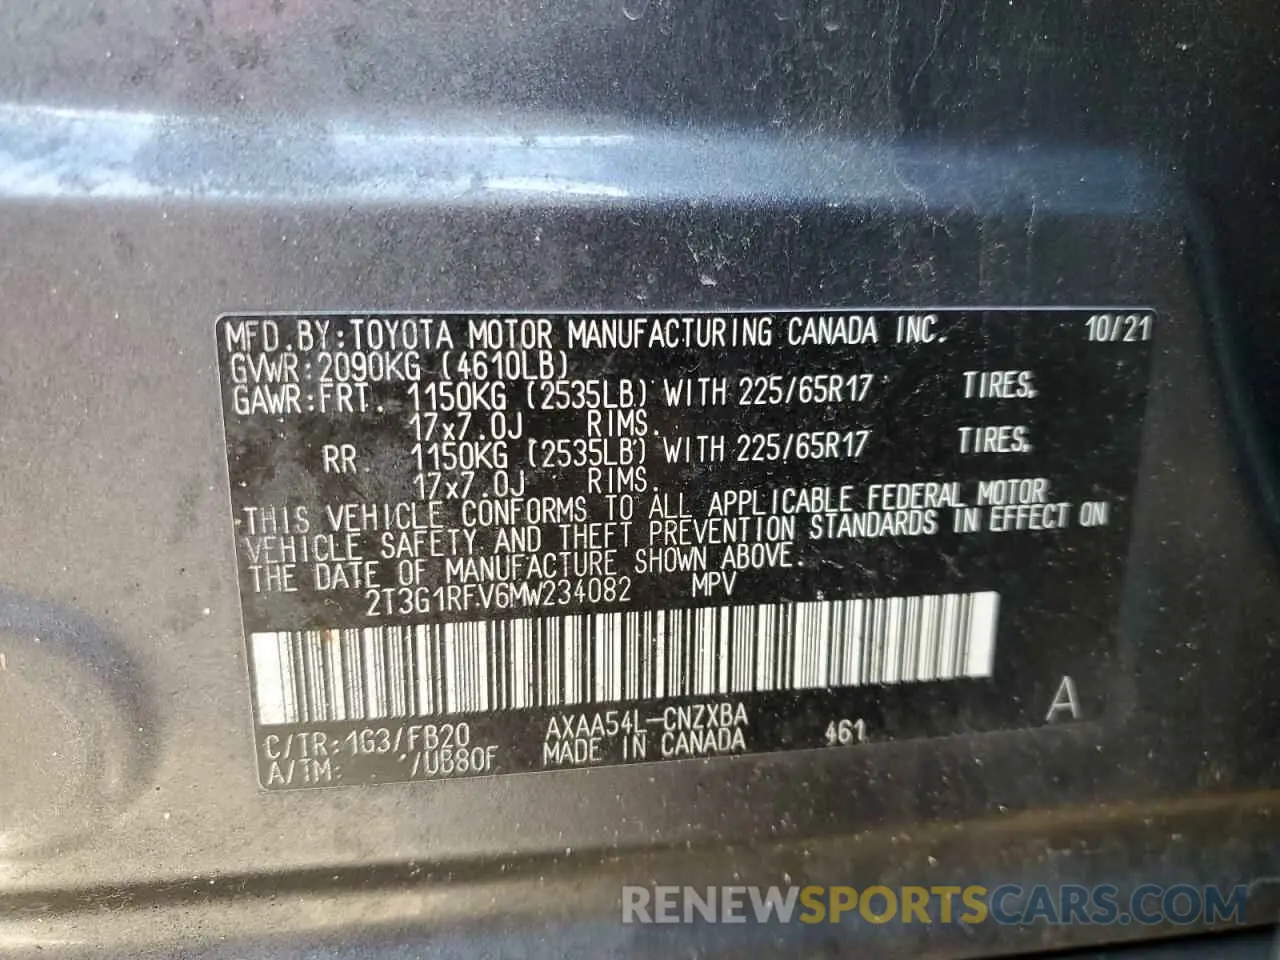 MFD.BY:TOYOTA MOTOR MANUFACTURING CANADA INC. 10/21
GVWR:2090KG (4610LB)
GAWR:FRT. 1150KG (2535LB) WITH 225/65R17 TIRES,
17x7.0J RIMS.
RR. 1150KG (2535LB) WITH 225/65R17 TIRES,
17x7.0J RIMS.
THIS VEHICLE CONFORMS TO ALL APPLICABLE FEDERAL MOTOR
VEHICLE SAFETY AND THEFT PREVENTION STANDARDS IN EFFECT ON
THE DATE OF MANUFACTURE SHOWN ABOVE.
2T3G1RFV6MW234082 MPV
C/TR:1G3/FB20 AXAA54L-CNZXBA 461 A
A/TM: /UB80F MADE IN CANADA
RENEWSPORTSCARS.COM